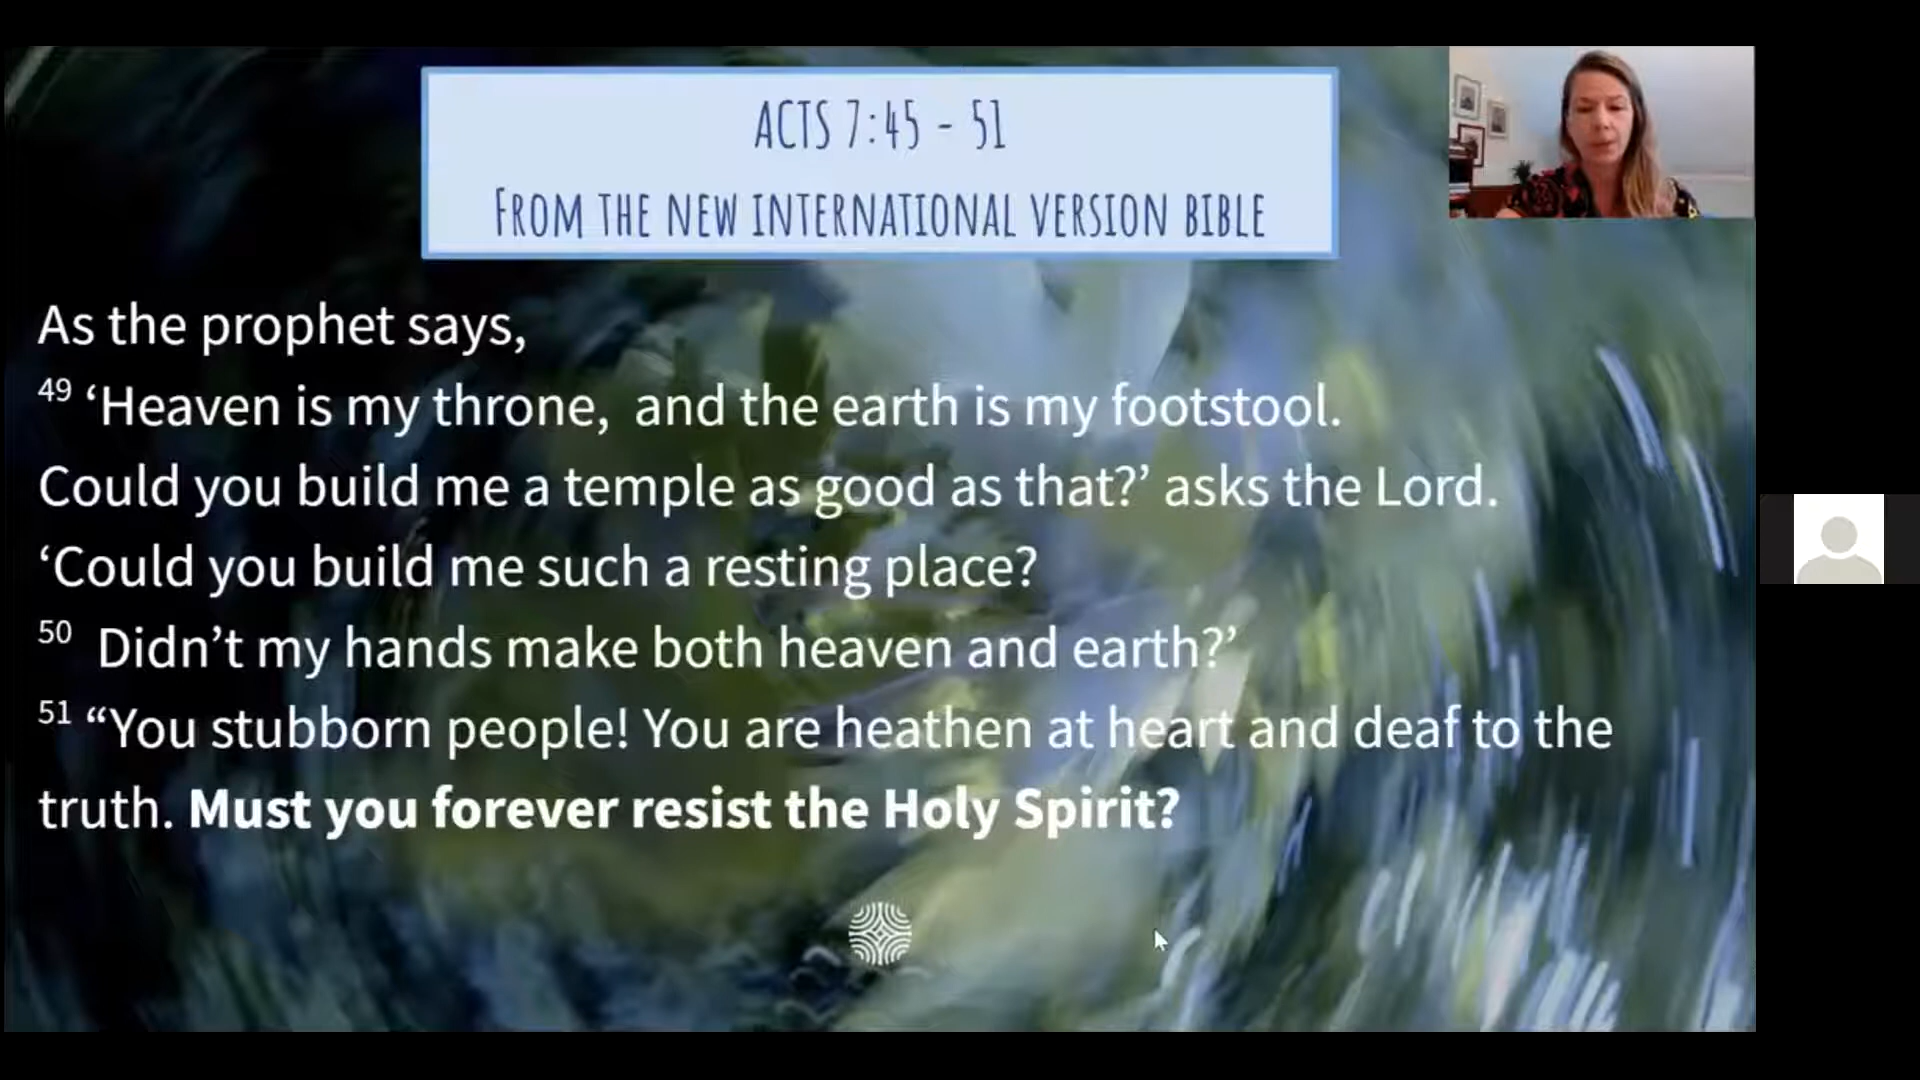 ACTS 7:45 - 51
FROM THE NEW INTERNATIONAL VERSION BIBLE
As the prophet says,
49 ‘Heaven is my throne,  and the earth is my footstool.
Could you build me a temple as good as that?’ asks the Lord.
‘Could you build me such a resting place?
50 Didn’t my hands make both heaven and earth?’
51 “You stubborn people! You are heathen at heart and deaf to the
truth. Must you forever resist the Holy Spirit?